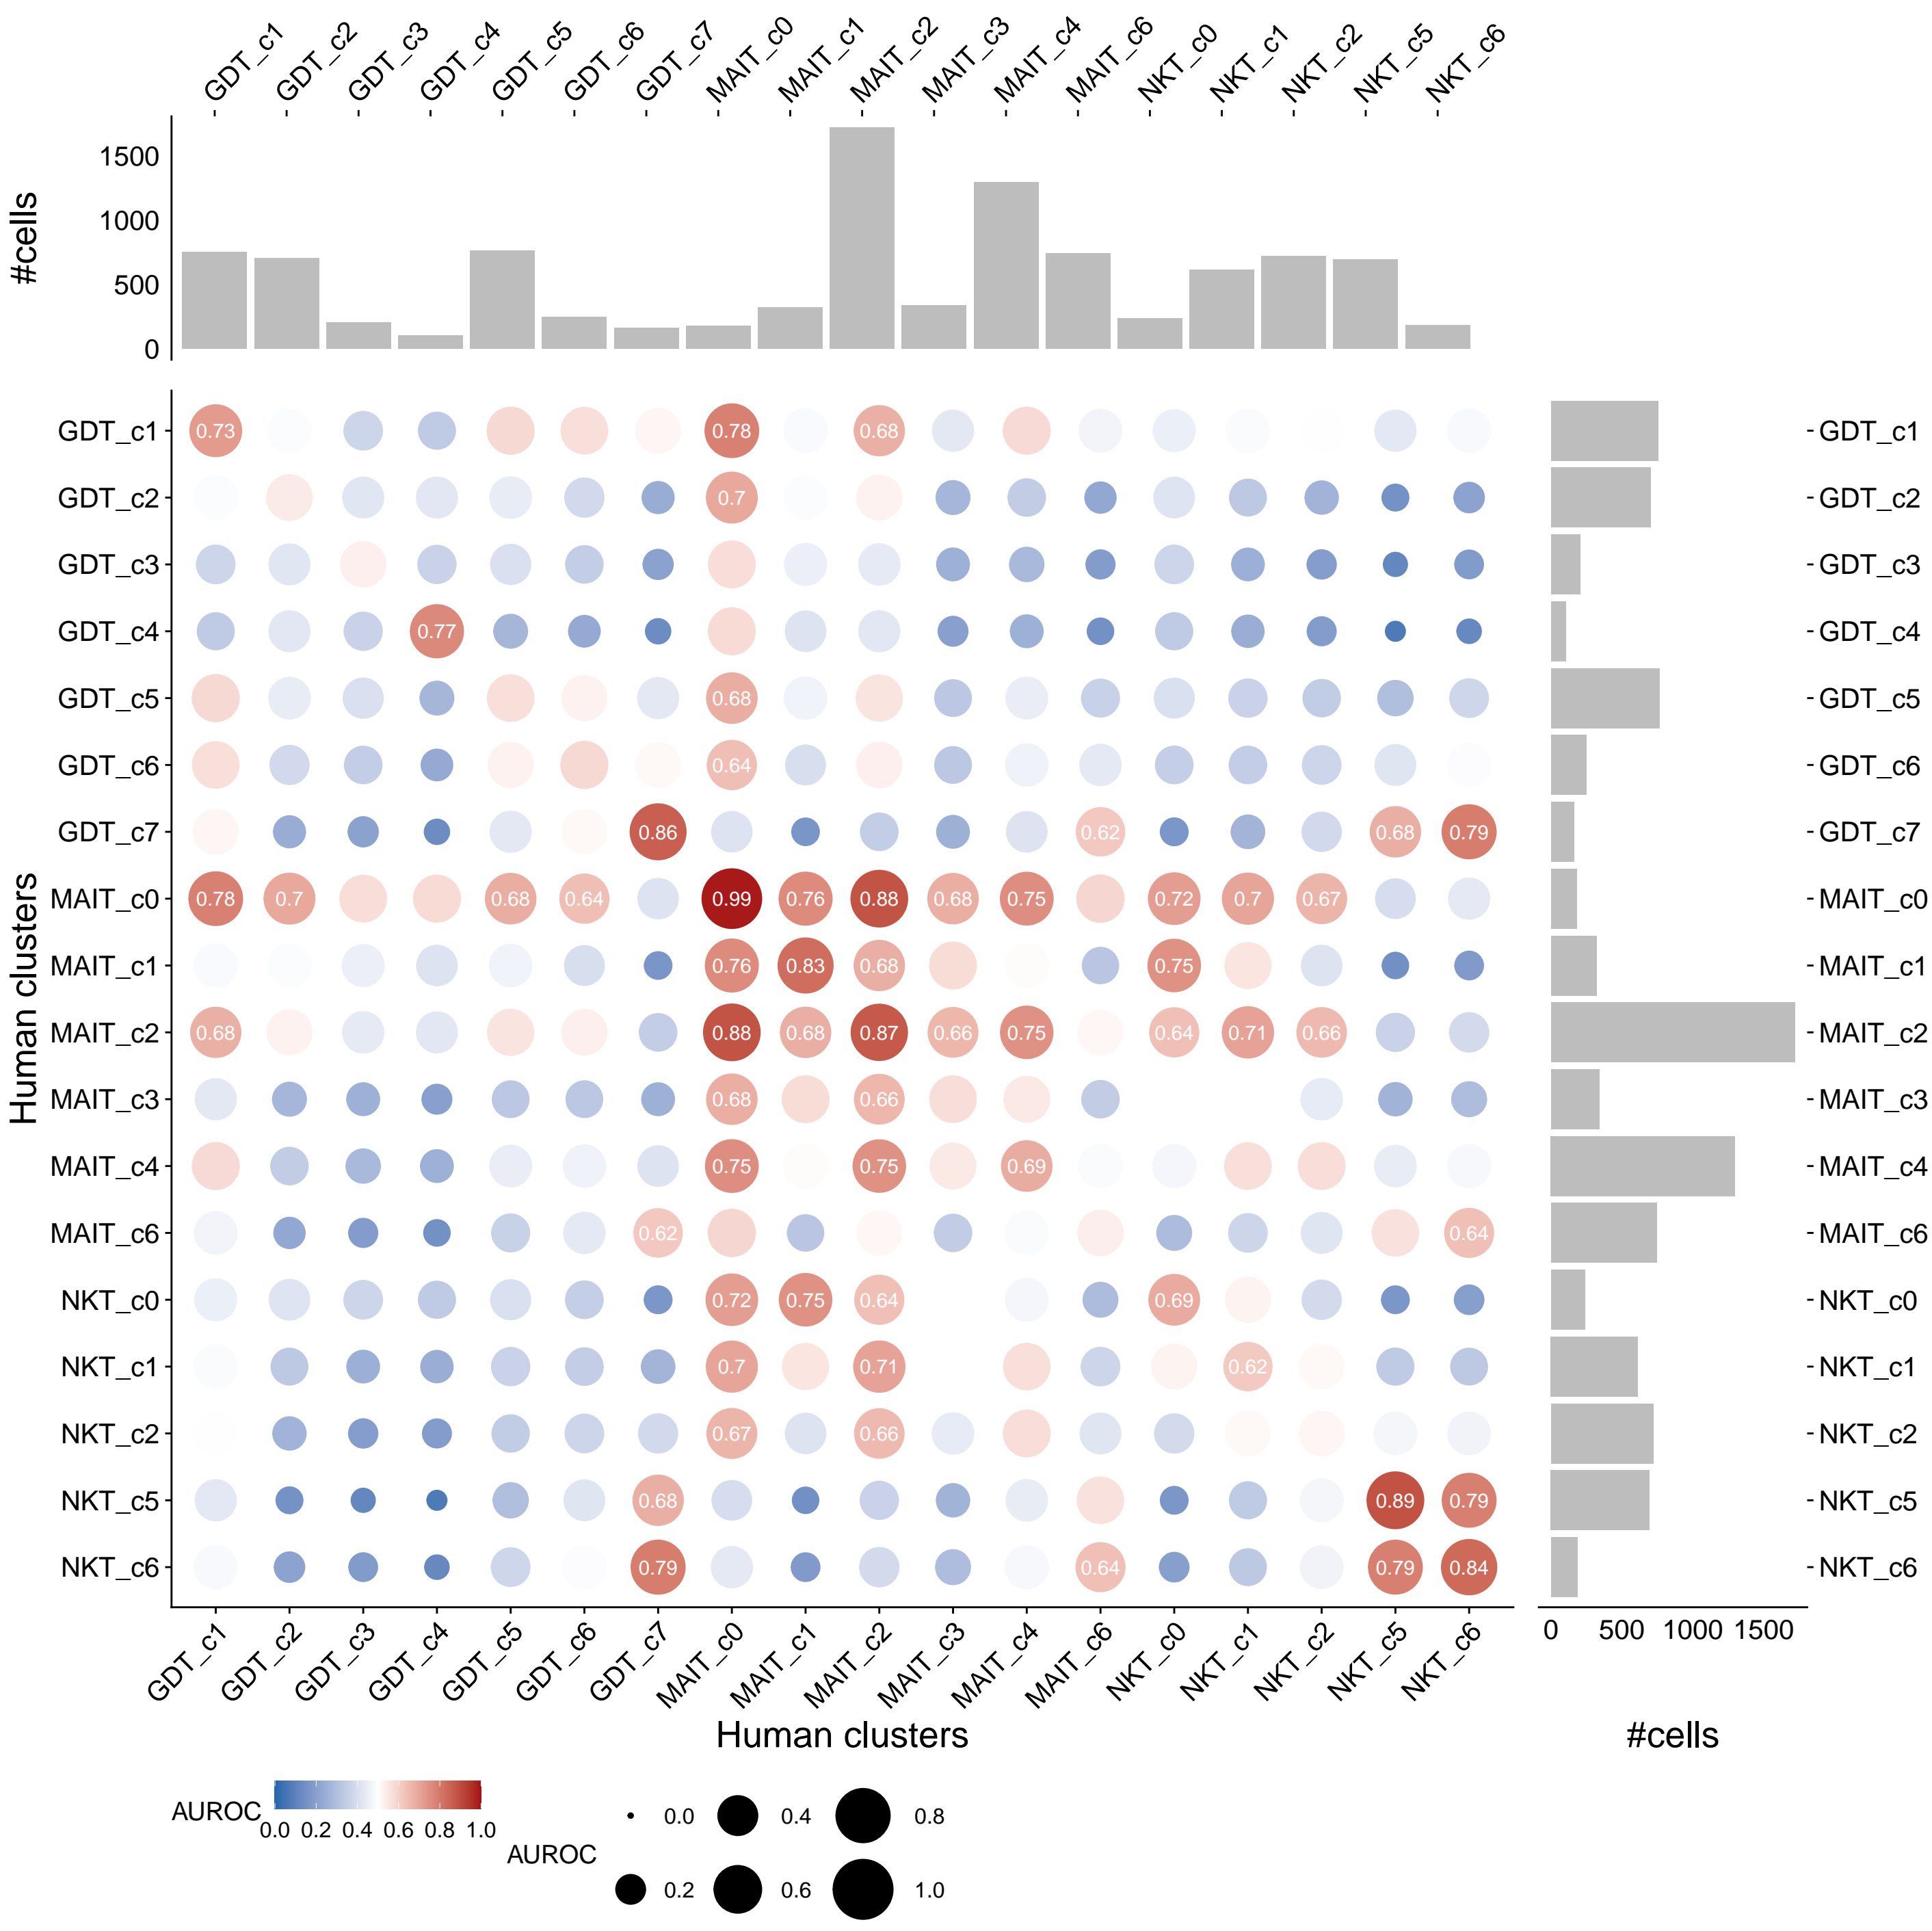 GDT_c1 GDT_c2 GDT_c3 GDT_c4 GDT_c5 GDT_c6 GDT_c7 MAIT_c0 MAIT_c1 MAIT_c2 MAIT_c3 MAIT_c4 MAIT_c6 NKT_c0 NKT_c1 NKT_c2 NKT_c5 NKT_c6
#cells
1500
1000
500
0
Human clusters
GDT_c1 0.73 0.78 0.68 GDT_c1
GDT_c2 0.7 GDT_c2
GDT_c3 GDT_c3
GDT_c4 0.77 GDT_c4
GDT_c5 0.68 GDT_c5
GDT_c6 0.64 GDT_c6
GDT_c7 0.86 0.62 0.68 0.79 GDT_c7
MAIT_c0 0.78 0.7 0.68 0.64 0.99 0.76 0.88 0.68 0.75 0.72 0.7 0.67 MAIT_c0
MAIT_c1 0.76 0.83 0.68 0.75 MAIT_c1
MAIT_c2 0.68 0.88 0.68 0.87 0.66 0.75 0.64 0.71 0.66 MAIT_c2
MAIT_c3 0.68 0.66 MAIT_c3
MAIT_c4 0.75 0.75 0.69 MAIT_c4
MAIT_c6 0.62 0.64 MAIT_c6
NKT_c0 0.72 0.75 0.64 0.69 NKT_c0
NKT_c1 0.7 0.71 0.62 NKT_c1
NKT_c2 0.67 0.66 NKT_c2
NKT_c5 0.68 0.89 0.79 NKT_c5
NKT_c6 0.79 0.64 0.79 0.84 NKT_c6
0 500 1000 1500
GDT_c1 GDT_c2 GDT_c3 GDT_c4 GDT_c5 GDT_c6 GDT_c7 MAIT_c0 MAIT_c1 MAIT_c2 MAIT_c3 MAIT_c4 MAIT_c6 NKT_c0 NKT_c1 NKT_c2 NKT_c5 NKT_c6
Human clusters #cells
AUROC
0.0 0.2 0.4 0.6 0.8 1.0
AUROC
0.0 0.4 0.8
0.2 0.6 1.0